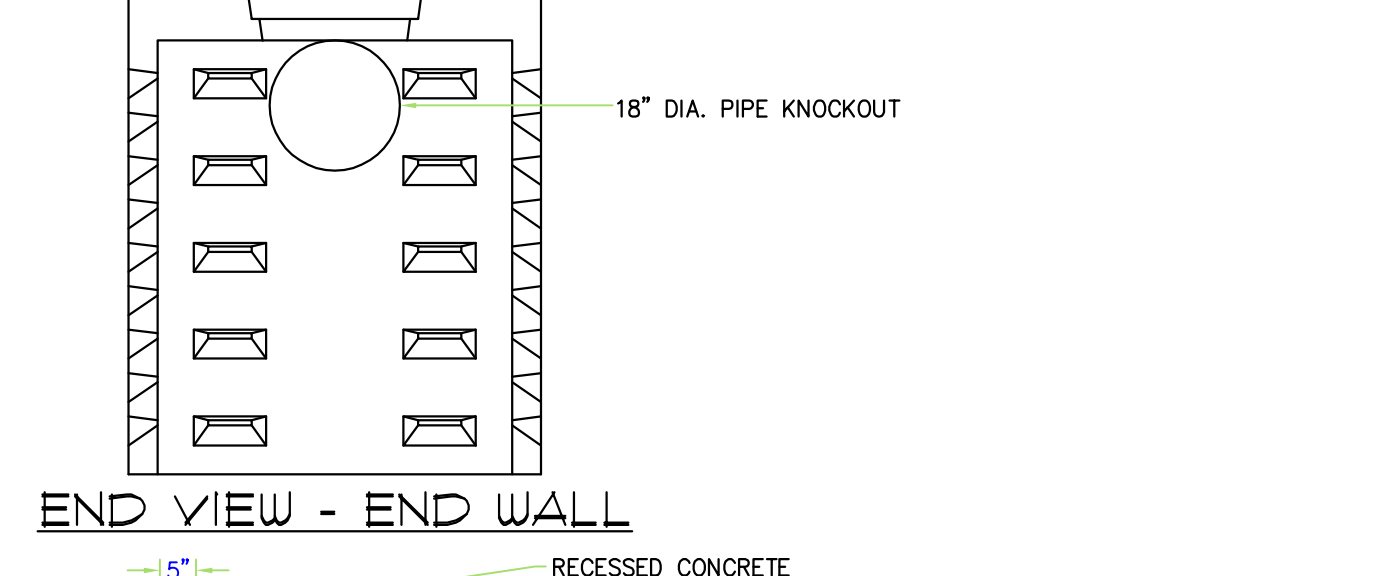 18" DIA. PIPE KNOCKOUT
END VIEW - END WALL
5"
RECESSED CONCRETE